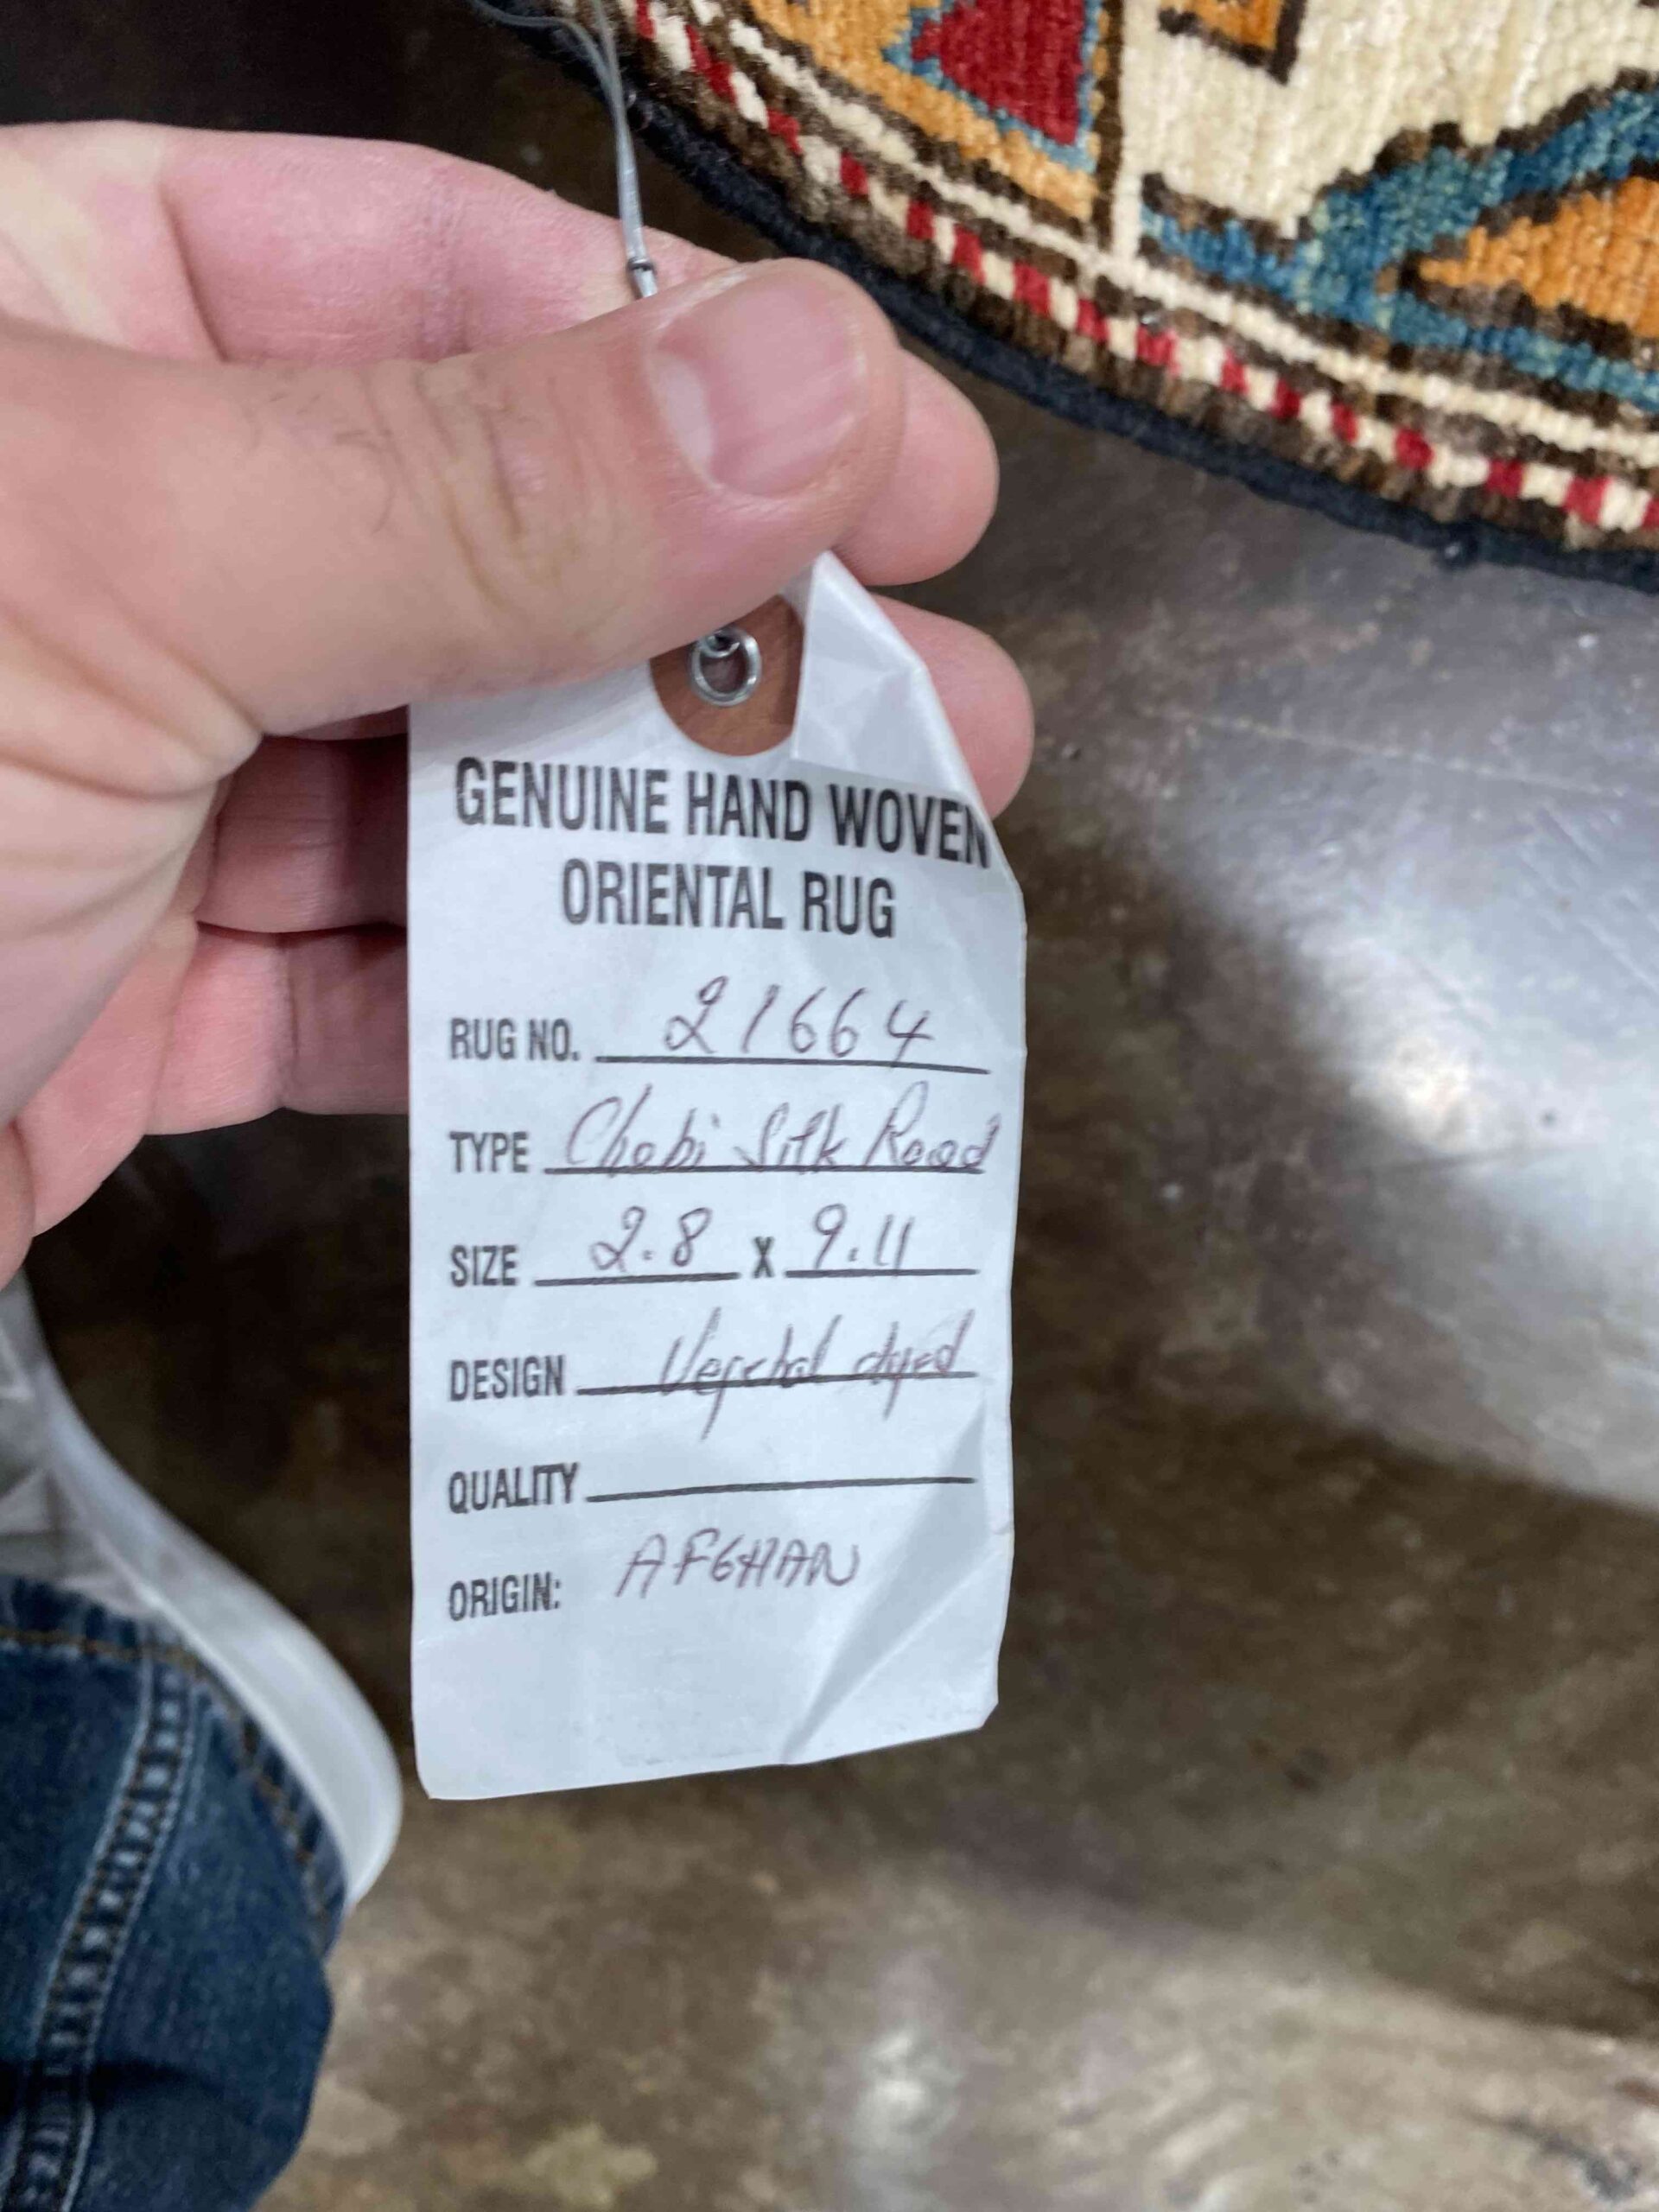 GENUINE HAND WOVEN
ORIENTAL RUG
RUG NO. 21664
TYPE Chobi Silk Road
SIZE 2.8 X 9.11
DESIGN Vegetal dyed
QUALITY
ORIGIN: AFGHAN